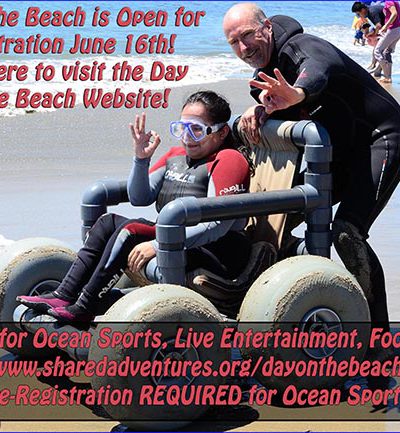 he Beach is Open for
tration June 16th!
ere to visit the Day
e Beach Website!
O'NEILL
for Ocean Sports, Live Entertainment, Foo
www.sharedadventures.org/dayonthebeach
e-Registration REQUIRED for Ocean Sport